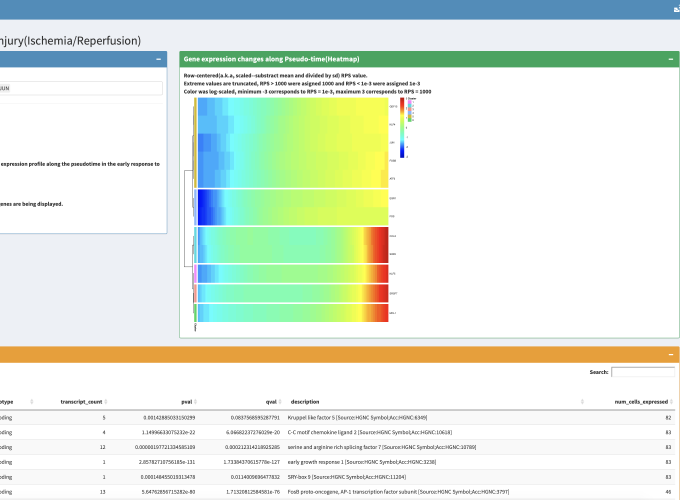 njury(Ischemia/Reperfusion)
Gene expression changes along Pseudo-time(Heatmap)
JUN
Row-centered(a.k.a, scaled--substract mean and divided by sd) RPS value.
Extreme values are truncated, RPS > 1000 were asigned 1000 and RPS < 1e-3 were assigned 1e-3
Color was log-scaled, minimum -3 corresponds to RPS = 1e-3, maximum 3 corresponds to RPS = 1000
expression profile along the pseudotime in the early response to
enes are being displayed.
Search:
otype transcript_count pval qval description num_cells_expressed
oding 5 0.00142885033150299 0.0837568595287791 Kruppel like factor 5 [Source:HGNC Symbol;Acc:HGNC:6349] 82
oding 4 1.14996633075232e-22 6.06682237276029e-20 C-C motif chemokine ligand 2 [Source:HGNC Symbol;Acc:HGNC:10618] 83
oding 12 0.00000197721334585109 0.000212314218925285 serine and arginine rich splicing factor 7 [Source:HGNC Symbol;Acc:HGNC:10789] 83
oding 1 2.85782710756185e-131 1.73384370615778e-127 early growth response 1 [Source:HGNC Symbol;Acc:HGNC:3238] 83
oding 1 0.000148455019313478 0.0114009696477832 SRY-box 9 [Source:HGNC Symbol;Acc:HGNC:11204] 83
oding 13 5.64762856715282e-80 1.71320812584581e-76 FosB proto-oncogene, AP-1 transcription factor subunit [Source:HGNC Symbol;Acc:HGNC:3797] 46